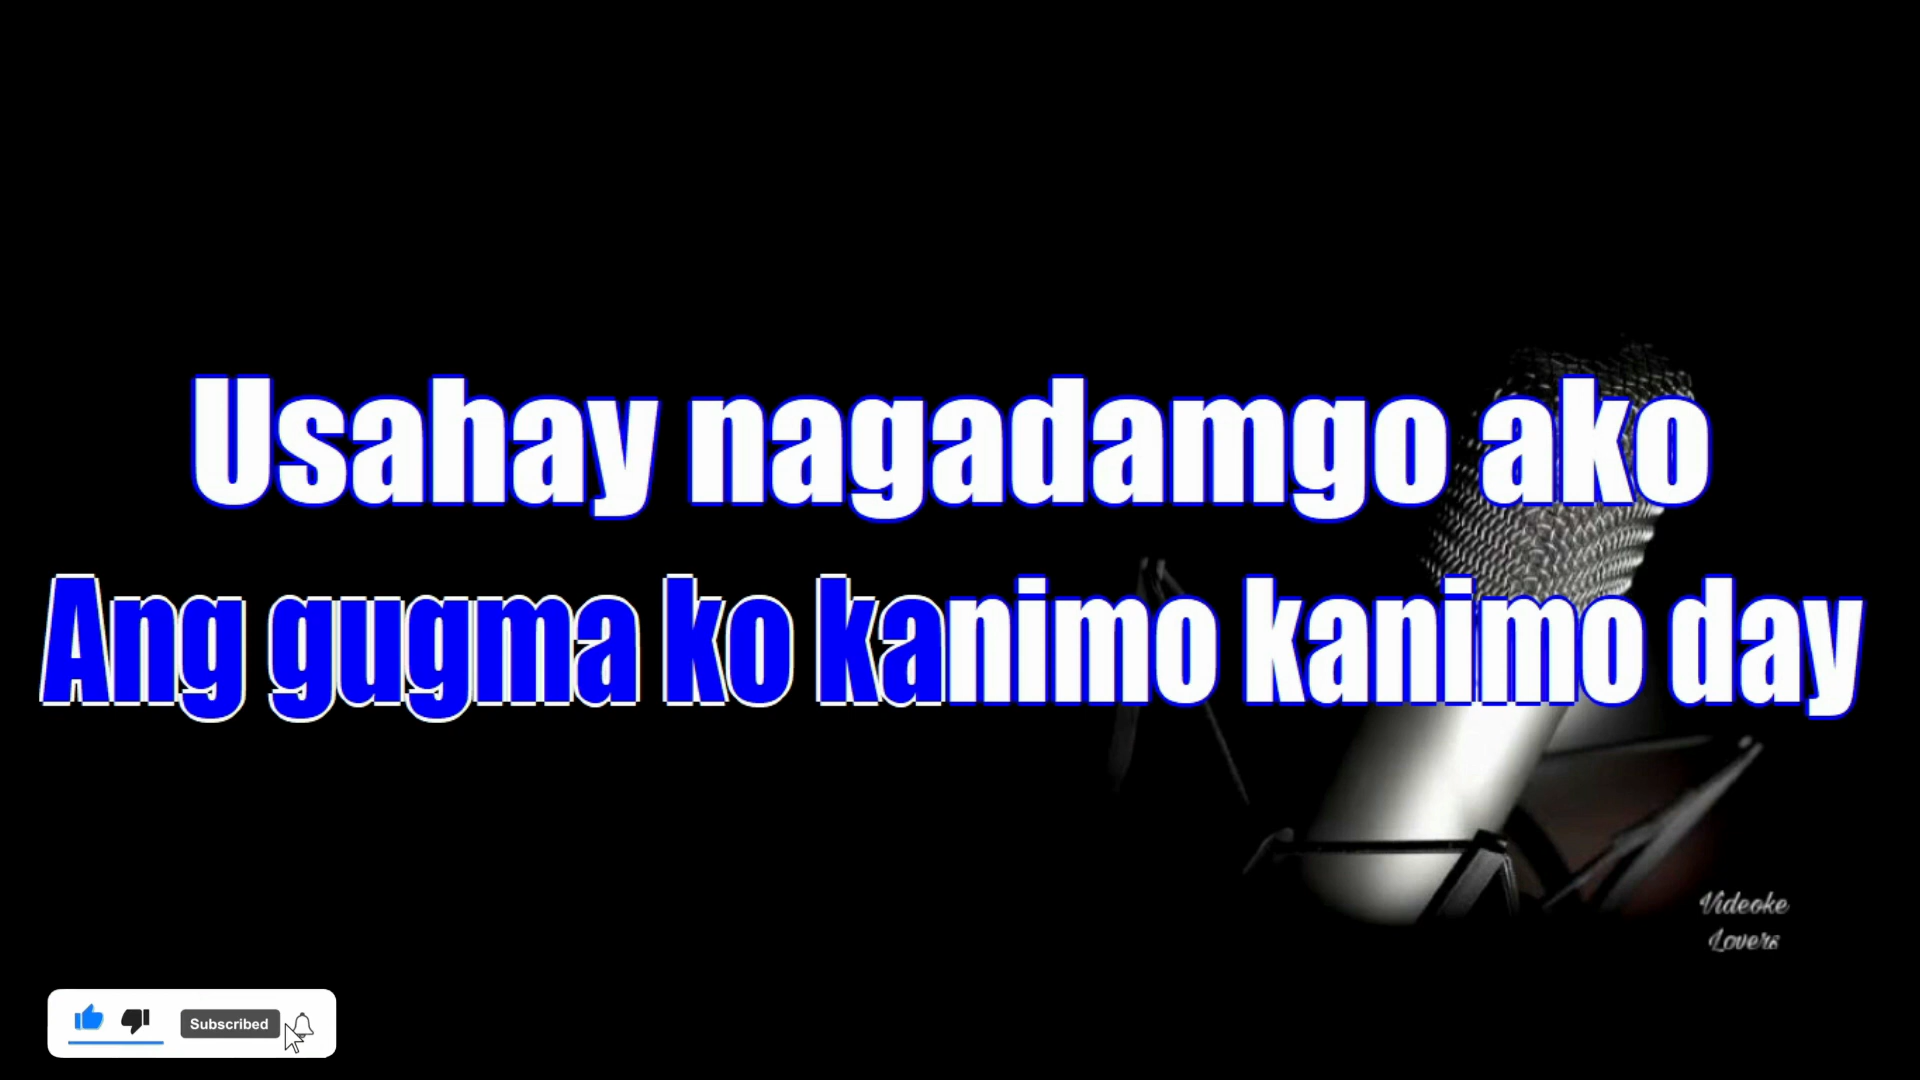 Usahay nagadamgo ako
Ang gugma ko kanimo kanimo day
Videoke
Lovers
Subscribed